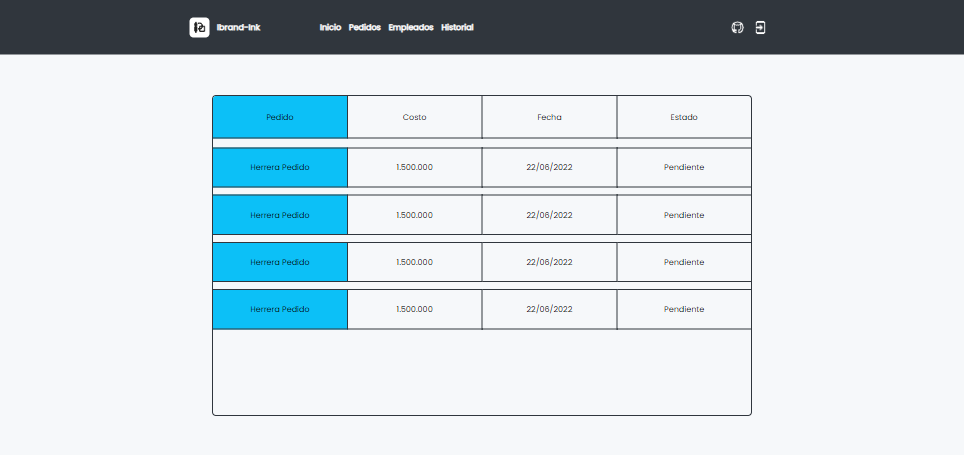 Ibrand-Ink Inicio Pedidos Empleados Historial
Pedido Costo Fecha Estado
Herrera Pedido 1.500.000 22/06/2022 Pendiente
Herrera Pedido 1.500.000 22/06/2022 Pendiente
Herrera Pedido 1.500.000 22/06/2022 Pendiente
Herrera Pedido 1.500.000 22/06/2022 Pendiente